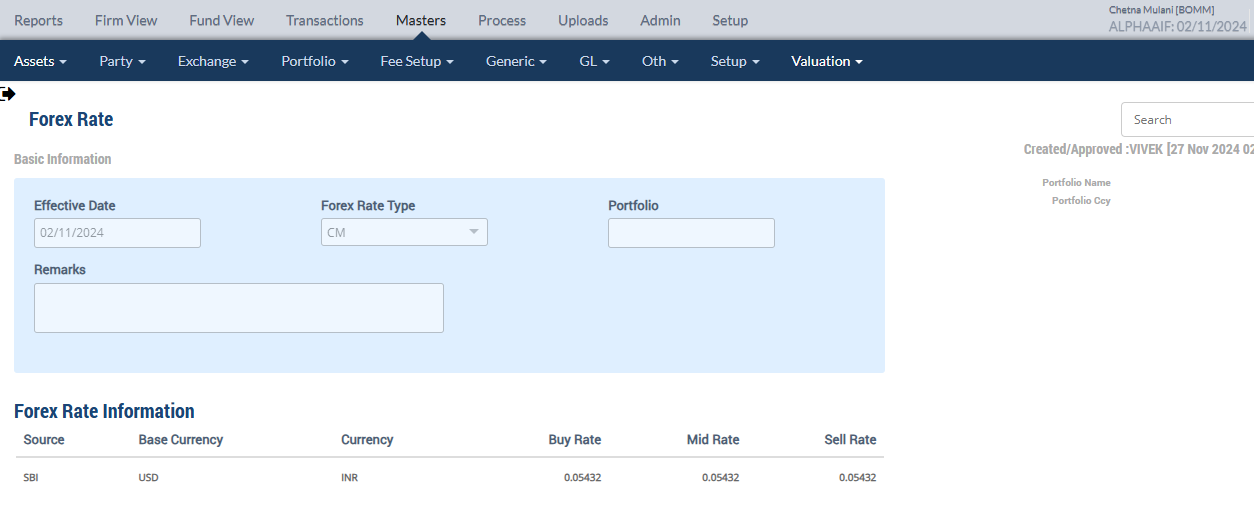 Reports Firm View Fund View Transactions Masters Process Uploads Admin Setup
Chetna Mulani [BOMM]
ALPHAAIF: 02/11/2024
Assets Party Exchange Portfolio Fee Setup Generic GL Oth Setup Valuation
Forex Rate
Search
Created/Approved :VIVEK [27 Nov 2024 02
Basic Information
Portfolio Name
Portfolio Ccy
Effective Date Forex Rate Type Portfolio
02/11/2024 CM
Remarks
Forex Rate Information
Source Base Currency Currency Buy Rate Mid Rate Sell Rate
SBI USD INR 0.05432 0.05432 0.05432